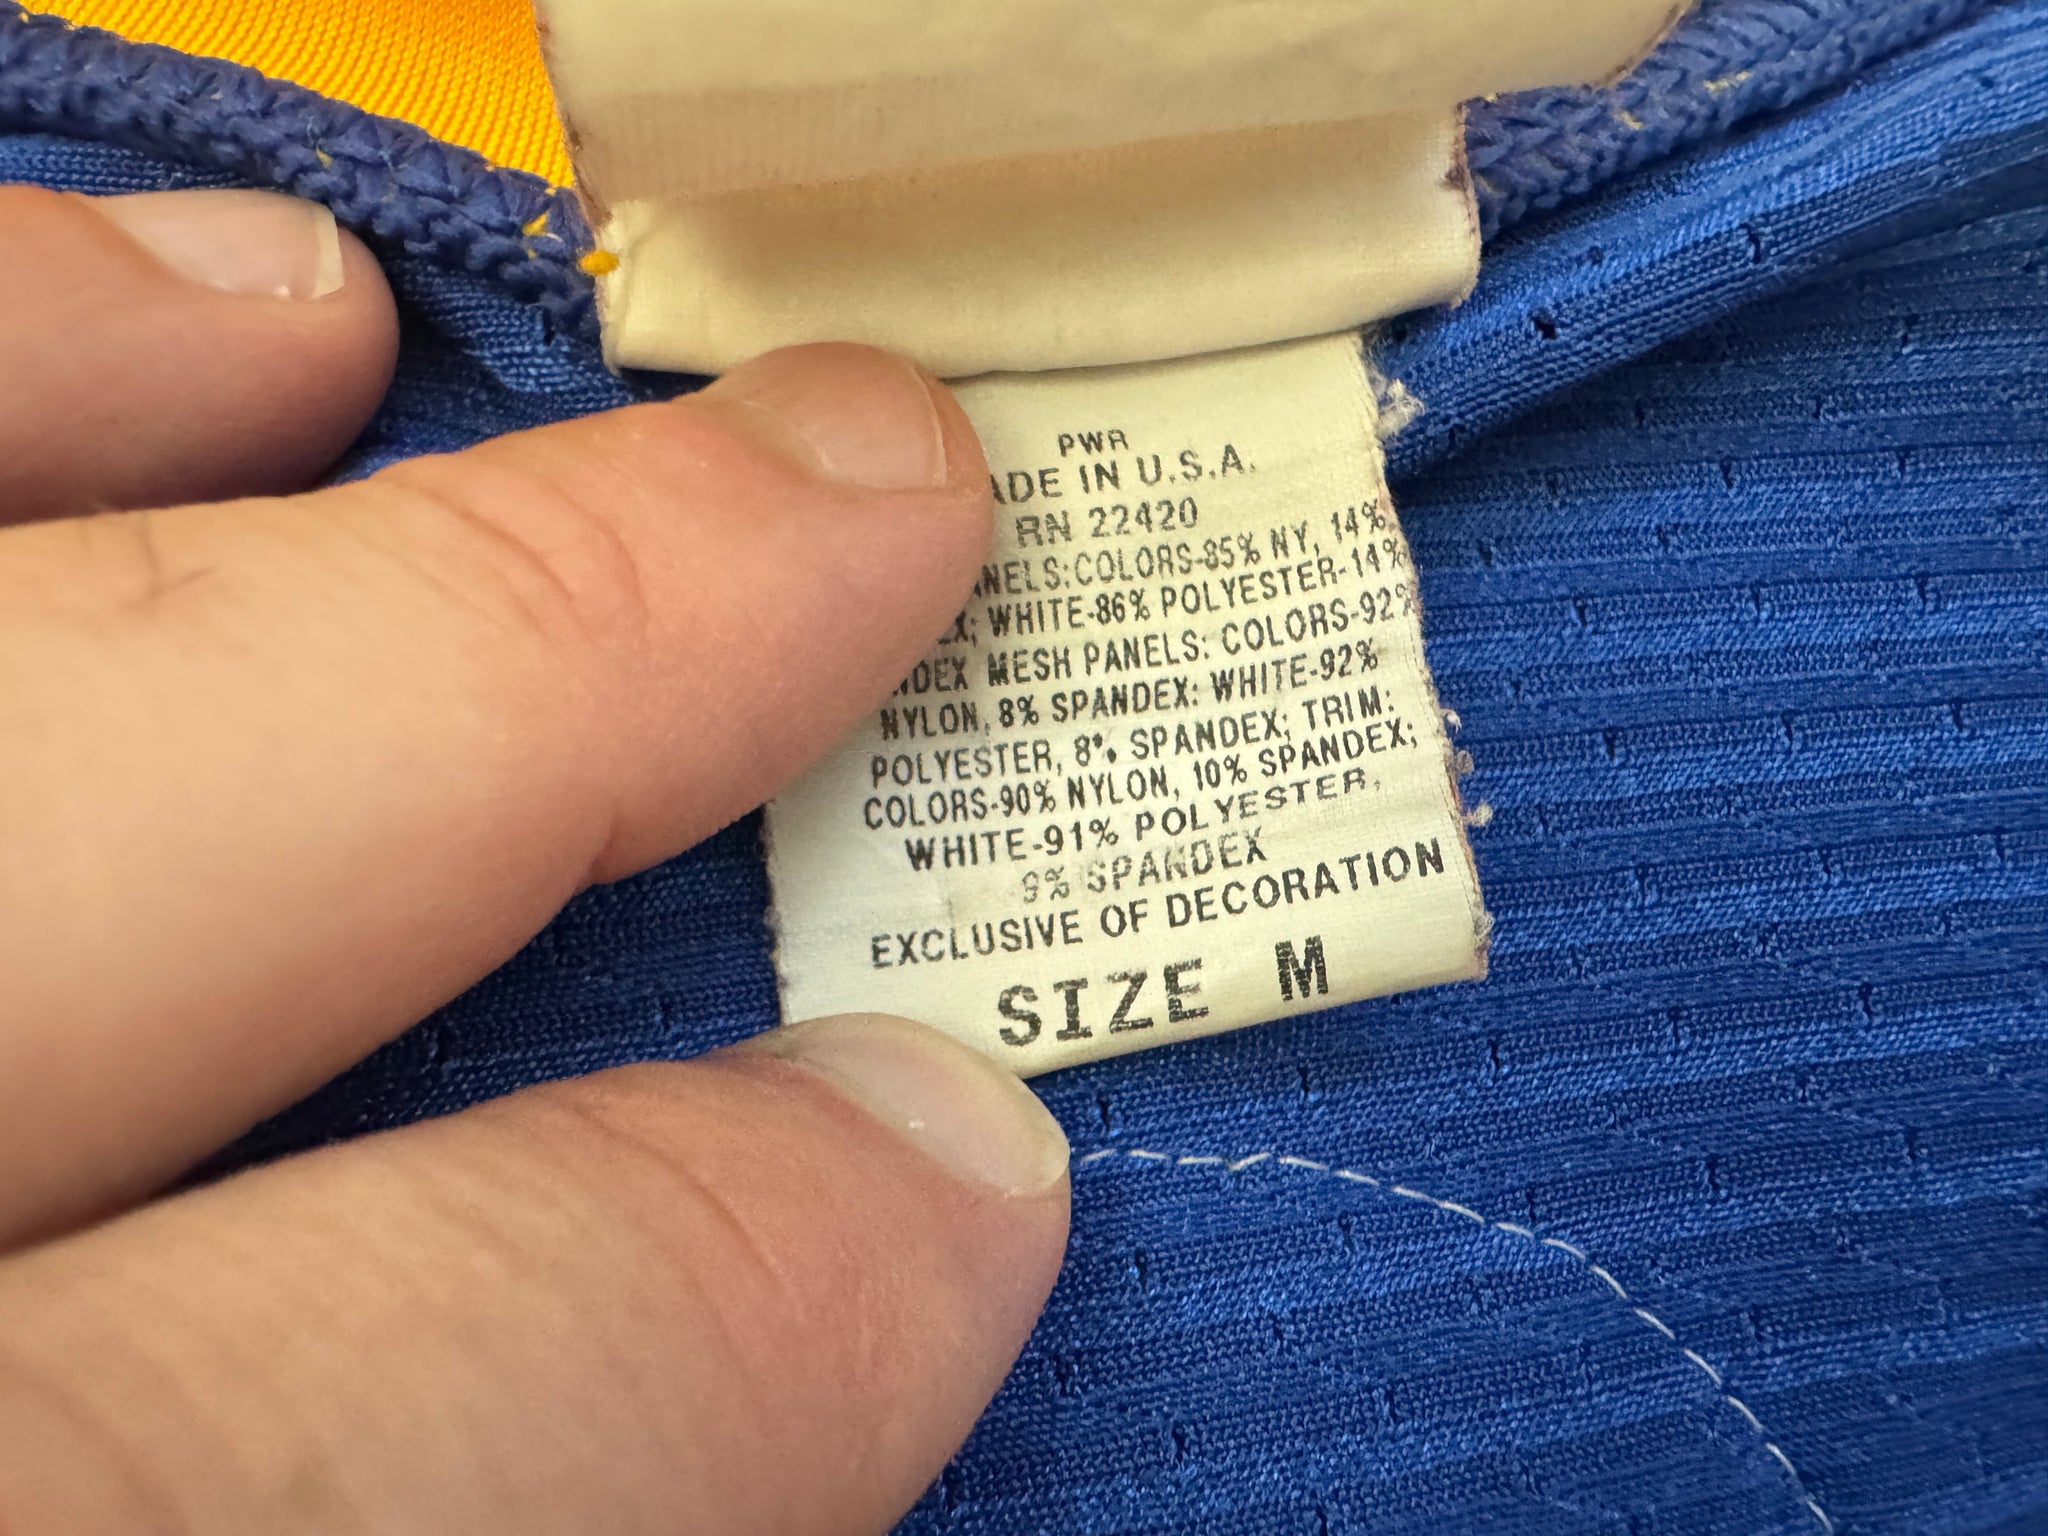 PWR
ADE IN U.S.A.
RN 22420
NELS:COLORS-85% NY, 14%
EX; WHITE-86% POLYESTER-14%
NDEX MESH PANELS: COLORS-92%
NYLON, 8% SPANDEX: WHITE-92%
POLYESTER, 8% SPANDEX; TRIM:
COLORS-90% NYLON, 10% SPANDEX;
WHITE-91% POLYESTER,
9% SPANDEX
EXCLUSIVE OF DECORATION
SIZE M